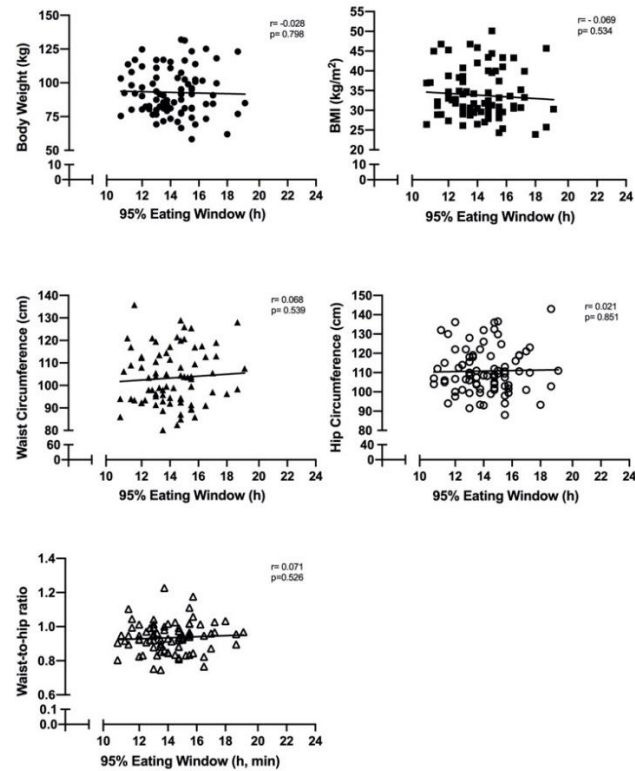 r= -0.028
p= 0.798
Body Weight (kg)
150
125
100
75
50
10
0
10 12 14 16 18 20 22 24
95% Eating Window (h)
r= - 0.069
p= 0.534
BMI (kg/m²)
55
50
45
40
35
30
25
20
10
0
10 12 14 16 18 20 22 24
95% Eating Window (h)
r= 0.068
p= 0.539
Waist Circumference (cm)
140
130
120
110
100
90
80
60
0
10 12 14 16 18 20 22 24
95% Eating Window (h)
r= 0.021
p= 0.851
Hip Circumference (cm)
150
140
130
120
110
100
90
80
40
0
10 12 14 16 18 20 22 24
95% Eating Window (h)
r= 0.071
p=0.526
Waist-to-hip ratio
1.4
1.2
1.0
0.8
0.6
0.1
0.0
10 12 14 16 18 20 22 24
95% Eating Window (h, min)